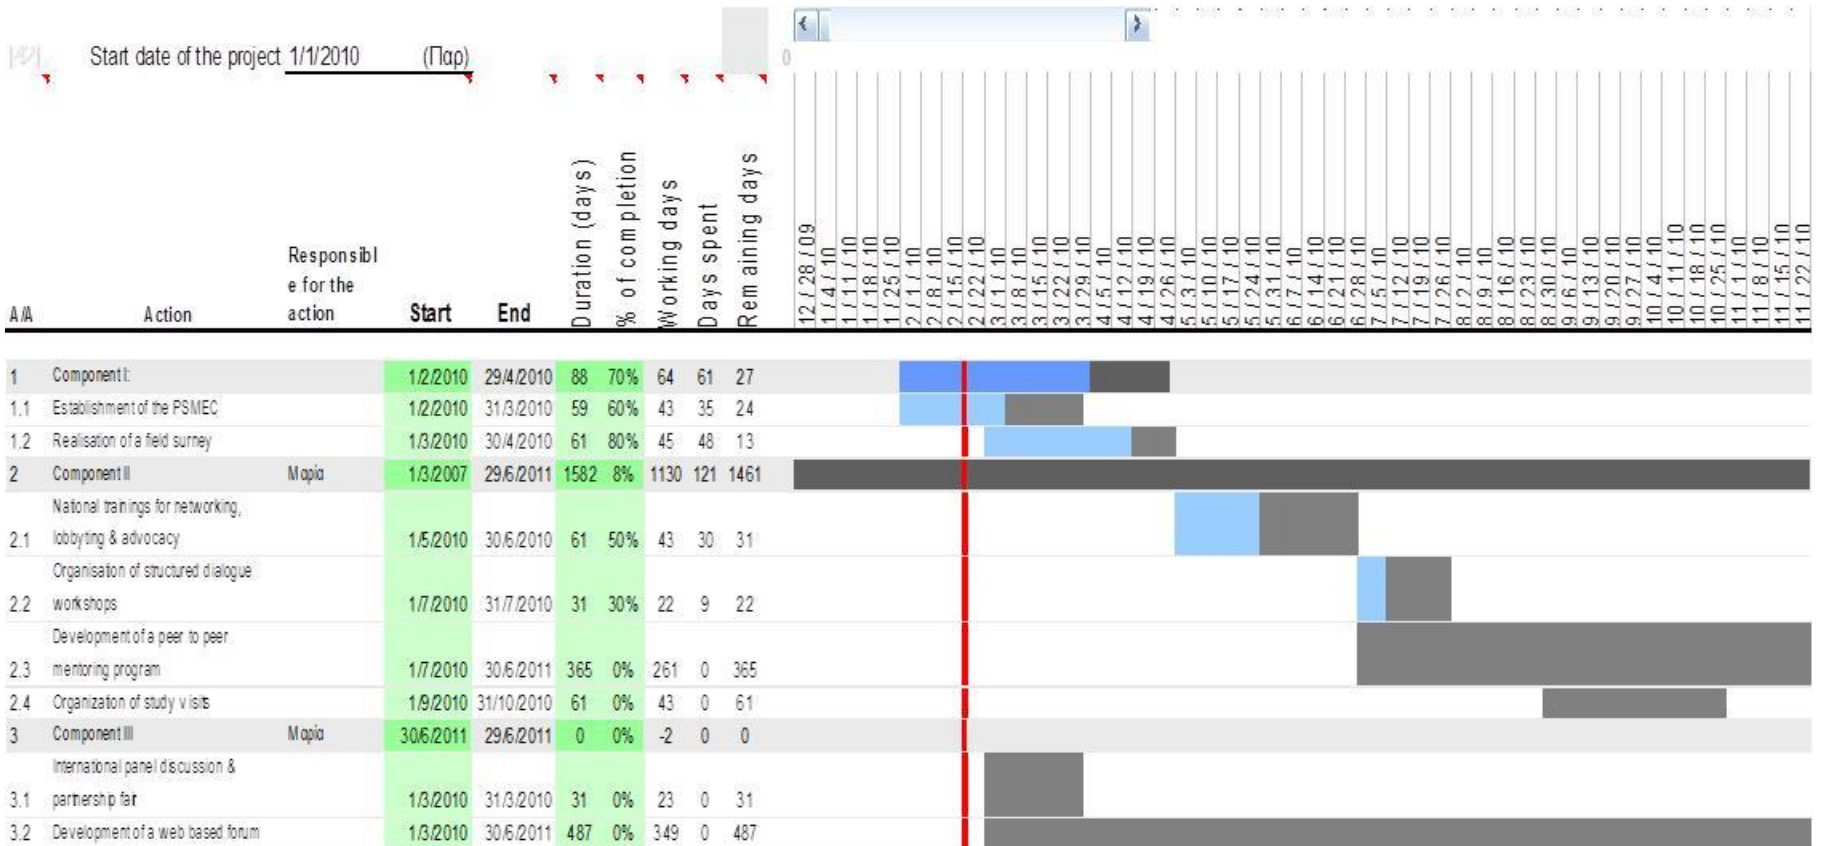 Start date of the project 1/1/2010 (Παρ)
0
A/A Action Responsibl e for the action Start End Duration (days) % of completion Working days Days spent Remaining days
12 / 28 / 09
1 / 4 / 10
1 / 11 / 10
1 / 18 / 10
1 / 25 / 10
2 / 1 / 10
2 / 8 / 10
2 / 15 / 10
2 / 22 / 10
3 / 1 / 10
3 / 8 / 10
3 / 15 / 10
3 / 22 / 10
3 / 29 / 10
4 / 5 / 10
4 / 12 / 10
4 / 19 / 10
4 / 26 / 10
5 / 3 / 10
5 / 10 / 10
5 / 17 / 10
5 / 24 / 10
5 / 31 / 10
6 / 7 / 10
6 / 14 / 10
6 / 21 / 10
6 / 28 / 10
7 / 5 / 10
7 / 12 / 10
7 / 19 / 10
7 / 26 / 10
8 / 2 / 10
8 / 9 / 10
8 / 16 / 10
8 / 23 / 10
8 / 30 / 10
9 / 6 / 10
9 / 13 / 10
9 / 20 / 10
9 / 27 / 10
10 / 4 / 10
10 / 11 / 10
10 / 18 / 10
10 / 25 / 10
11 / 1 / 10
11 / 8 / 10
11 / 15 / 10
11 / 22 / 10
1 Component I: 1/2/2010 29/4/2010 88 70% 64 61 27
1.1 Establishment of the PSMEC 1/2/2010 31/3/2010 59 60% 43 35 24
1.2 Realisation of a field surney 1/3/2010 30/4/2010 61 80% 45 48 13
2 Component II Μαρία 1/3/2007 29/6/2011 1582 8% 1130 121 1461
National trainings for networking,
2.1 lobbyting & advocacy 1/5/2010 30/6/2010 61 50% 43 30 31
Organisation of structured dialogue
2.2 workshops 1/7/2010 31/7/2010 31 30% 22 9 22
Development of a peer to peer
2.3 mentoring program 1/7/2010 30/6/2011 365 0% 261 0 365
2.4 Organization of study visits 1/9/2010 31/10/2010 61 0% 43 0 61
3 Component III Μαρία 30/6/2011 29/6/2011 0 0% -2 0 0
International panel discussion &
3.1 partnership fair 1/3/2010 31/3/2010 31 0% 23 0 31
3.2 Development of a web based forum 1/3/2010 30/6/2011 487 0% 349 0 487